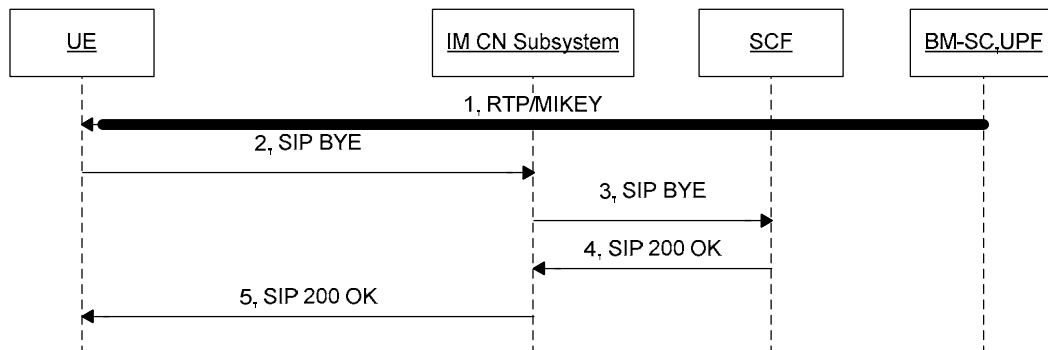 UE
IM CN Subsystem
SCF
BM-SC,UPF
1, RTP/MIKEY
2, SIP BYE
3, SIP BYE
4, SIP 200 OK
5, SIP 200 OK